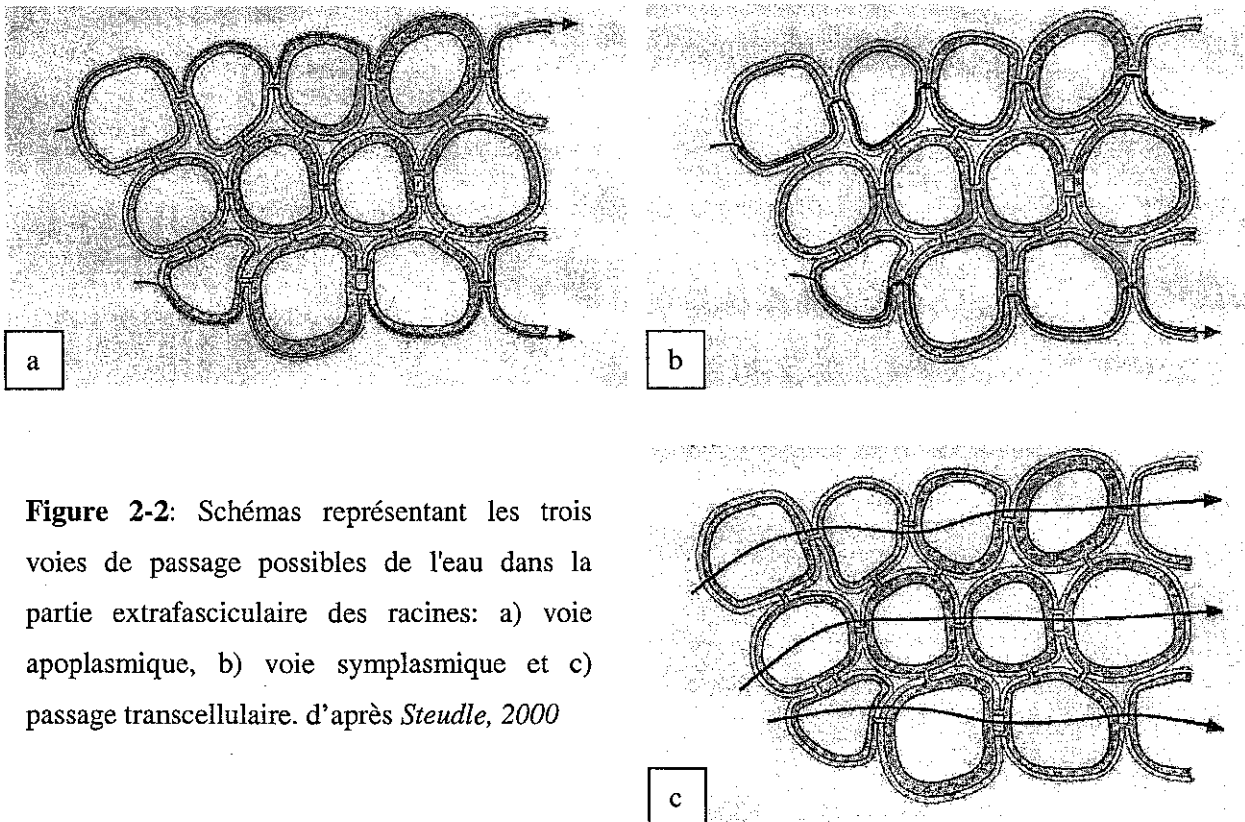 a
b
Figure 2-2: Schémas représentant les trois
voies de passage possibles de l'eau dans la
partie extrafasciculaire des racines: a) voie
apoplasmique, b) voie symplasmique et c)
passage transcellulaire. d'après Steudle, 2000
c